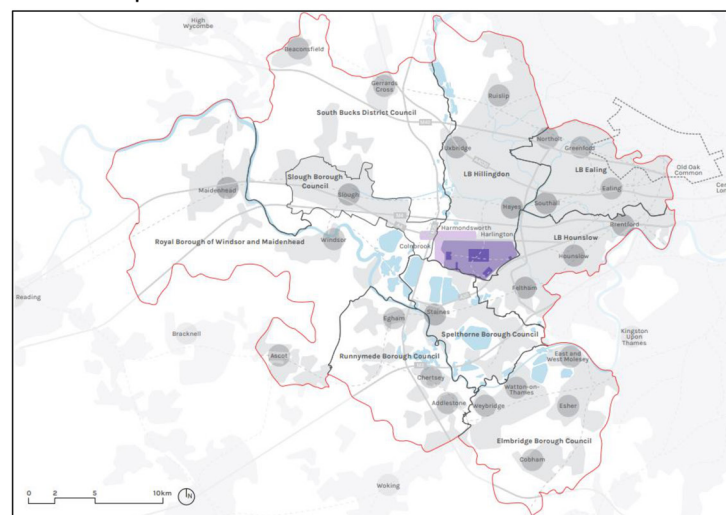 High
Wycombe
Beaconsfield
Gerrards
Cross
South Bucks District Council
Ruislip
Uxbridge
Northolt
Greenford
Old Oak
Common
LB Ealing
LB Hillingdon
Ealing
Slough Borough
Council
Slough
Maidenhead
Hayes
Southall
Brentford
Harmondsworth
Harlington
LB Hounslow
Royal Borough of Windsor and Maidenhead
Windsor
Colnbrook
Hounslow
Feltham
Reading
Staines
Egham
Bracknell
Spelthorne Borough Council
Kingston
Upon
Thames
Ascot
Runnymede Borough Council
East and
West Molesey
Chertsey
Watton-on-
Thames
Addlestone
Weybridge
Esher
Elmbridge Borough Council
Cobham
Woking
0 2 5 10km
N